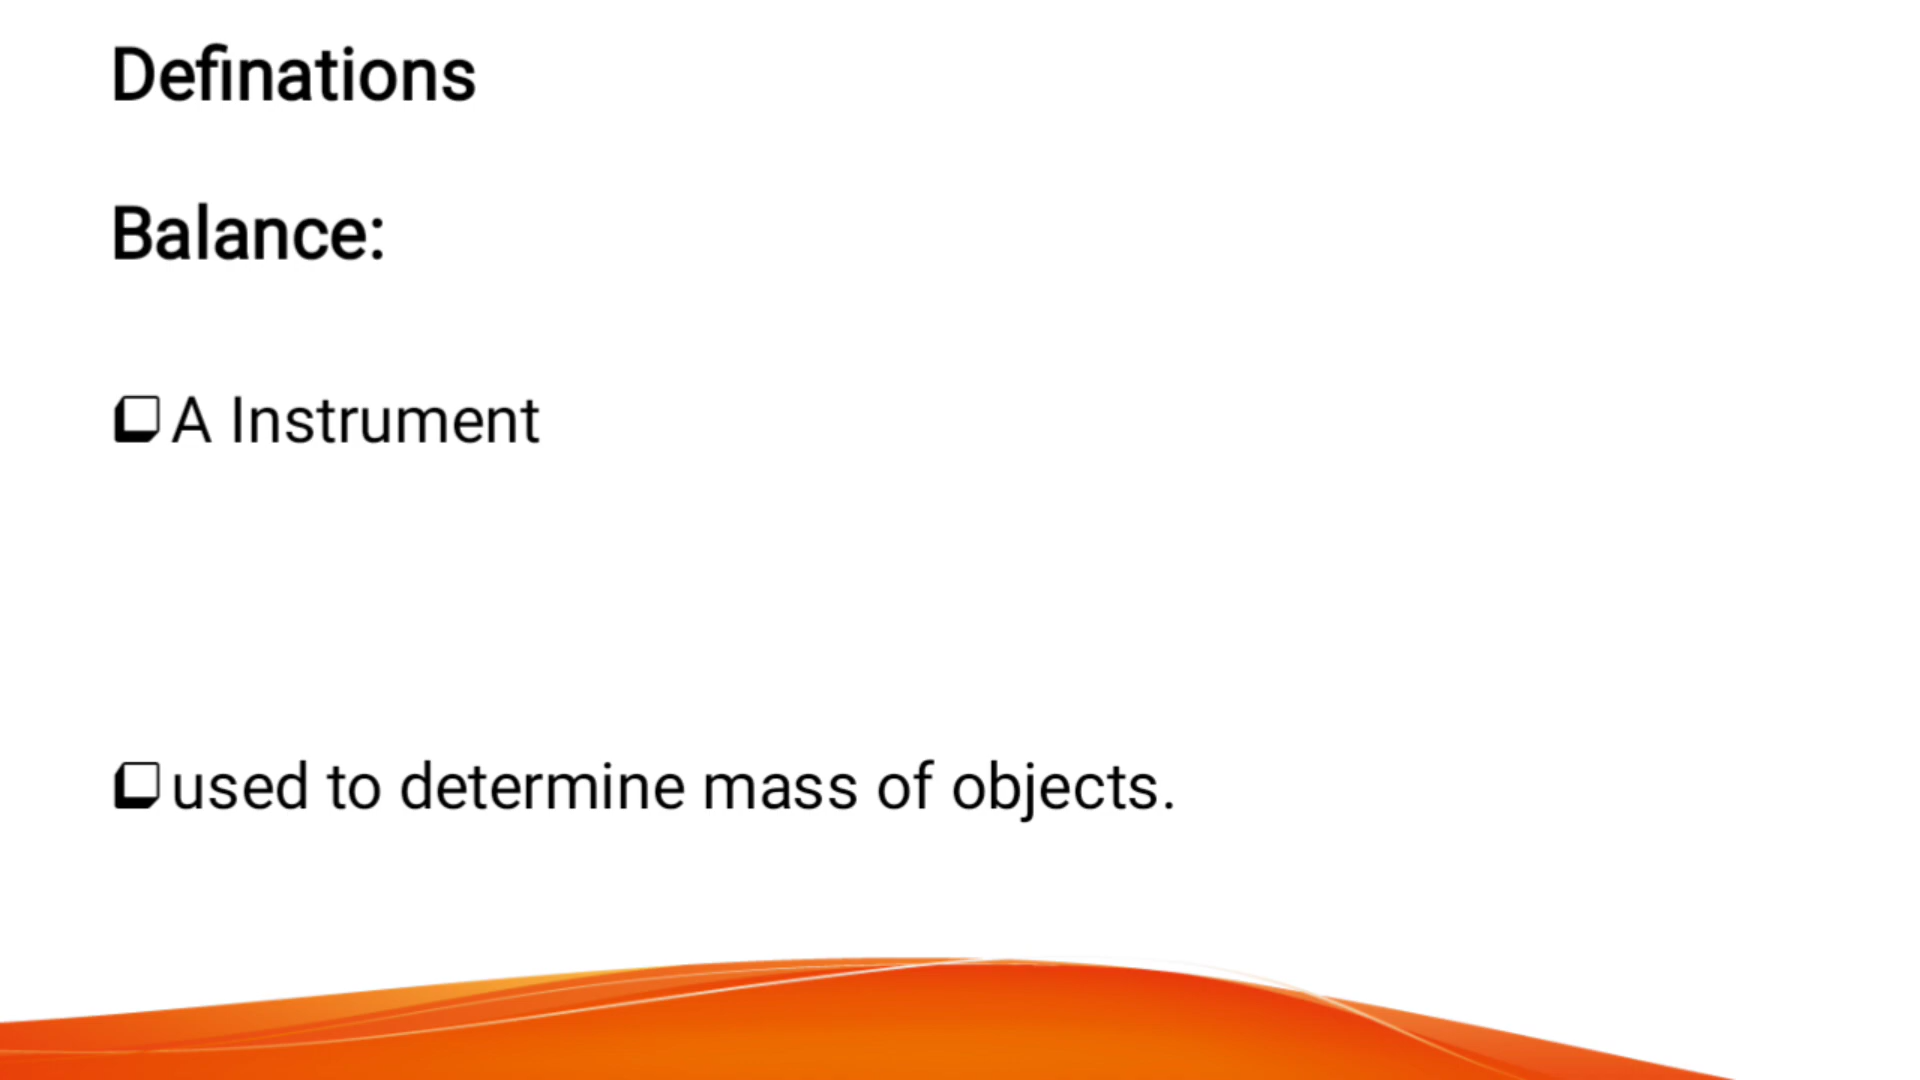 Definations
Balance:
❑ A Instrument
❑ used to determine mass of objects.